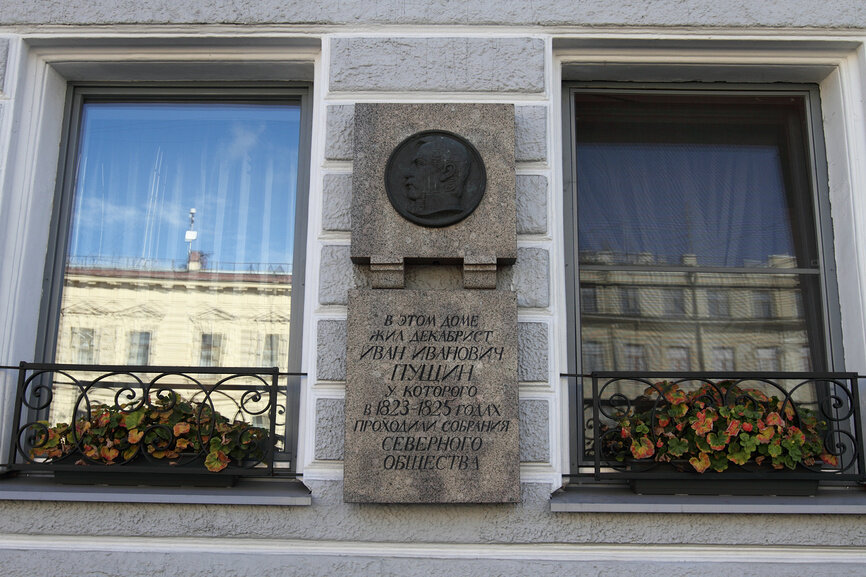 В ЭТОМ ДОМЕ
ЖИЛ ДЕКАБРИСТ
ИВАН ИВАНОВИЧ
ПУЩИН
У КОТОРОГО
В 1823-1825 ГОДАХ
ПРОХОДИЛИ СОБРАНИЯ
СЕВЕРНОГО
ОБЩЕСТВА